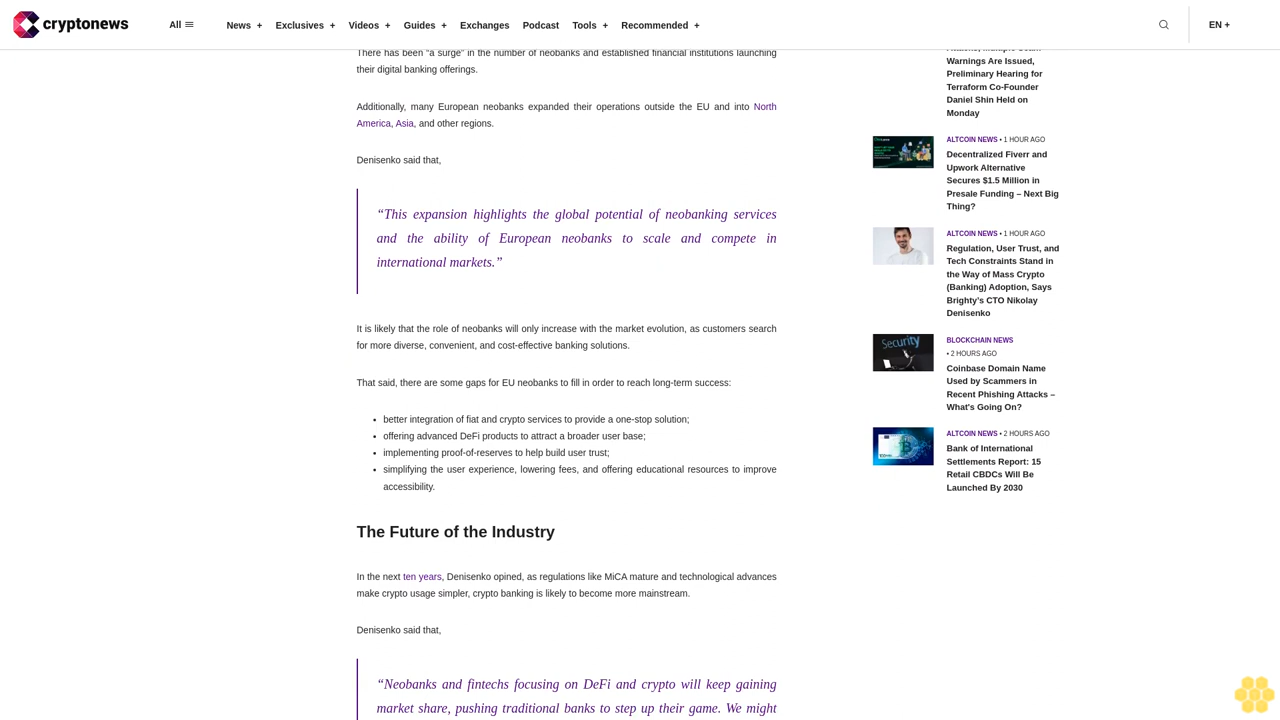 cryptonews
All
News +
Exclusives +
Videos +
Guides +
Exchanges
Podcast
Tools +
Recommended +
EN +
There has been “a surge” in the number of neobanks and established financial institutions launching
their digital banking offerings.
Additionally, many European neobanks expanded their operations outside the EU and into North
America, Asia, and other regions.
Denisenko said that,
“This expansion highlights the global potential of neobanking services
and the ability of European neobanks to scale and compete in
international markets.”
It is likely that the role of neobanks will only increase with the market evolution, as customers search
for more diverse, convenient, and cost-effective banking solutions.
That said, there are some gaps for EU neobanks to fill in order to reach long-term success:
• better integration of fiat and crypto services to provide a one-stop solution;
• offering advanced DeFi products to attract a broader user base;
• implementing proof-of-reserves to help build user trust;
• simplifying the user experience, lowering fees, and offering educational resources to improve
accessibility.
The Future of the Industry
In the next ten years, Denisenko opined, as regulations like MiCA mature and technological advances
make crypto usage simpler, crypto banking is likely to become more mainstream.
Denisenko said that,
“Neobanks and fintechs focusing on DeFi and crypto will keep gaining
market share, pushing traditional banks to step up their game. We might
Warnings Are Issued,
Preliminary Hearing for
Terraform Co-Founder
Daniel Shin Held on
Monday
ALTCOIN NEWS • 1 HOUR AGO
Decentralized Fiverr and
Upwork Alternative
Secures $1.5 Million in
Presale Funding – Next Big
Thing?
ALTCOIN NEWS • 1 HOUR AGO
Regulation, User Trust, and
Tech Constraints Stand in
the Way of Mass Crypto
(Banking) Adoption, Says
Brighty’s CTO Nikolay
Denisenko
Security
BLOCKCHAIN NEWS
• 2 HOURS AGO
Coinbase Domain Name
Used by Scammers in
Recent Phishing Attacks –
What's Going On?
ALTCOIN NEWS • 2 HOURS AGO
Bank of International
Settlements Report: 15
Retail CBDCs Will Be
Launched By 2030